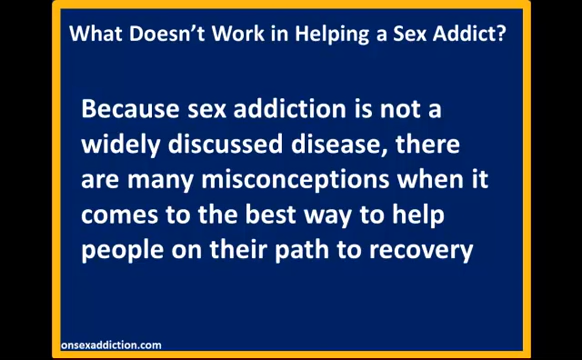 What Doesn't Work in Helping a Sex Addict?
Because sex addiction is not a
widely discussed disease, there
are many misconceptions when it
comes to the best way to help
people on their path to recovery
onsexaddiction.com